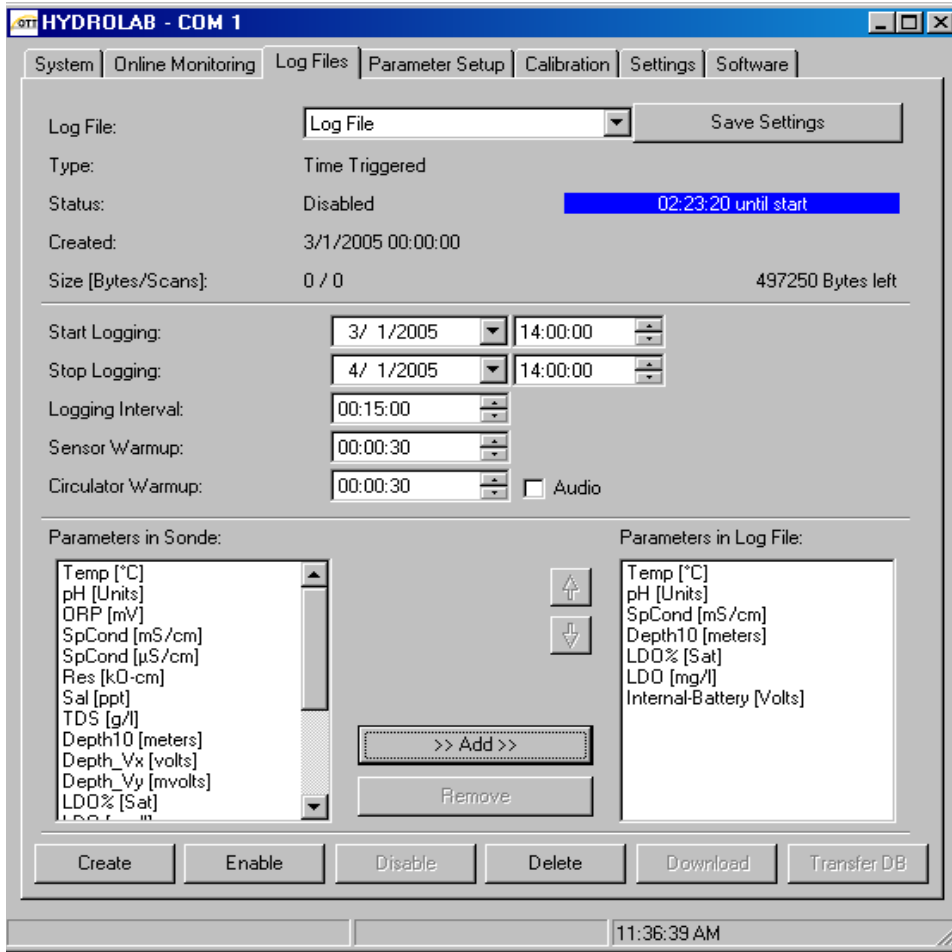 OTT HYDROLAB - COM 1
System Online Monitoring Log Files Parameter Setup Calibration Settings Software
Log File: Log File Save Settings
Type: Time Triggered
Status: Disabled 02:23:20 until start
Created: 3/1/2005 00:00:00
Size [Bytes/Scans]: 0 / 0 497250 Bytes left
Start Logging: 3/ 1/2005 14:00:00
Stop Logging: 4/ 1/2005 14:00:00
Logging Interval: 00:15:00
Sensor Warmup: 00:00:30
Circulator Warmup: 00:00:30 Audio
Parameters in Sonde:
Temp [°C]
pH [Units]
ORP [mV]
SpCond [mS/cm]
SpCond [µS/cm]
Res [kO-cm]
Sal [ppt]
TDS [g/l]
Depth10 [meters]
Depth_Vx [volts]
Depth_Vy [mvolts]
LDO% [Sat]
>> Add >>
Remove
Parameters in Log File:
Temp [°C]
pH [Units]
SpCond [mS/cm]
Depth10 [meters]
LDO% [Sat]
LDO [mg/l]
Internal-Battery [Volts]
Create Enable Disable Delete Download Transfer DB
11:36:39 AM